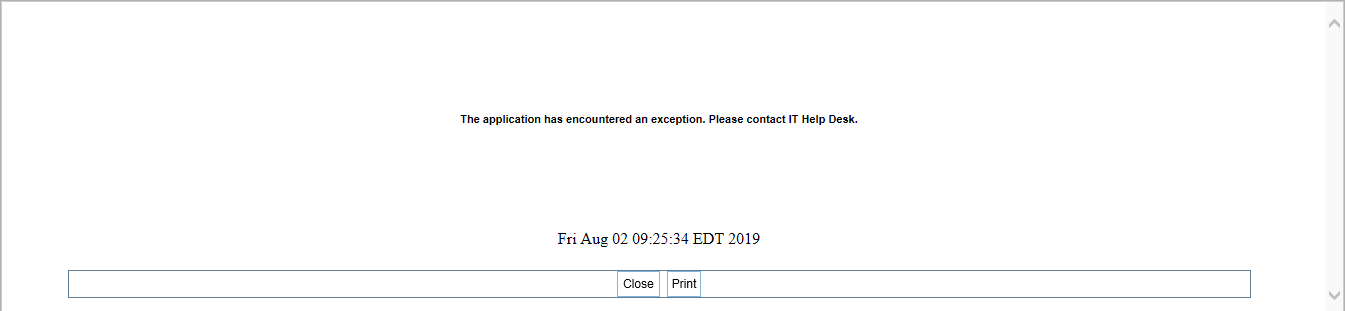 The application has encountered an exception. Please contact IT Help Desk.
Fri Aug 02 09:25:34 EDT 2019
Close Print